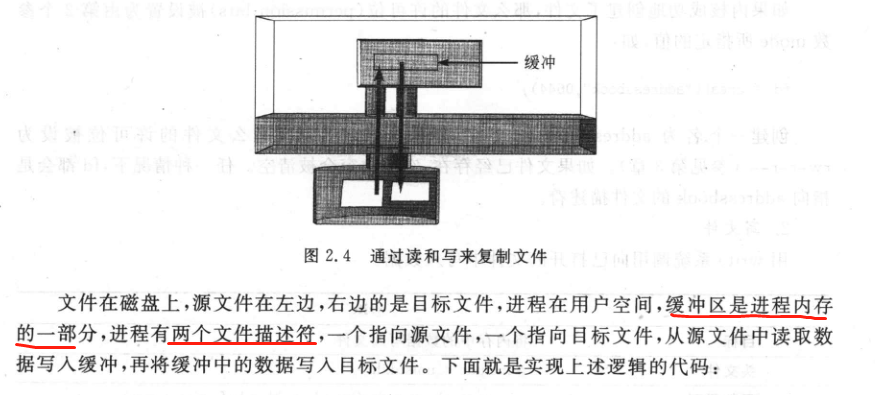 缓冲
图 2.4 通过读和写来复制文件
文件在磁盘上,源文件在左边,右边的是目标文件,进程在用户空间,缓冲区是进程内存
的一部分,进程有两个文件描述符,一个指向源文件,一个指向目标文件,从源文件中读取数
据写入缓冲,再将缓冲中的数据写入目标文件。下面就是实现上述逻辑的代码: